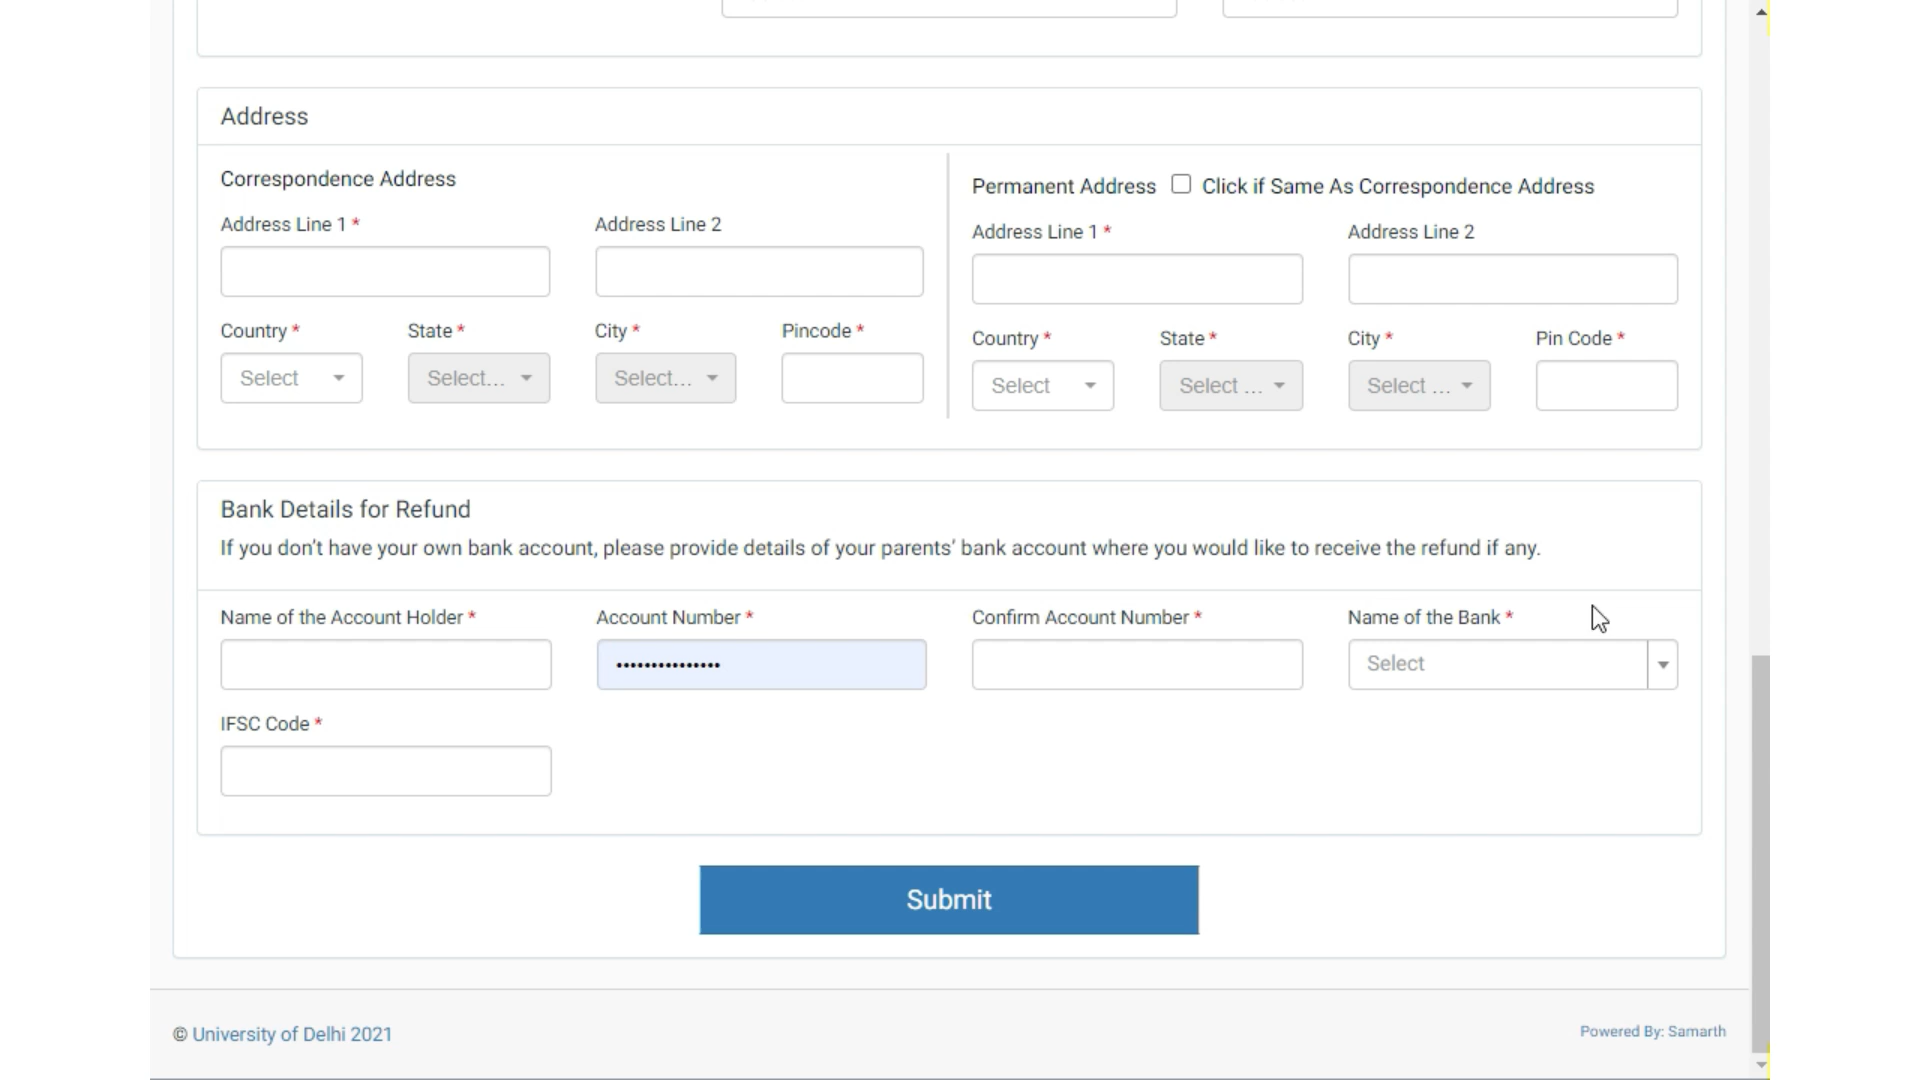 Address
Correspondence Address
Permanent Address Click if Same As Correspondence Address
Address Line 1 * Address Line 2
Address Line 1 * Address Line 2
Country * State * City * Pincode *
Country * State * City * Pin Code *
Select Select... Select...
Select Select ... Select ...
Bank Details for Refund
If you don't have your own bank account, please provide details of your parents' bank account where you would like to receive the refund if any.
Name of the Account Holder * Account Number * Confirm Account Number * Name of the Bank *
••••••••••••••• Select
IFSC Code *
Submit
© University of Delhi 2021
Powered By: Samarth